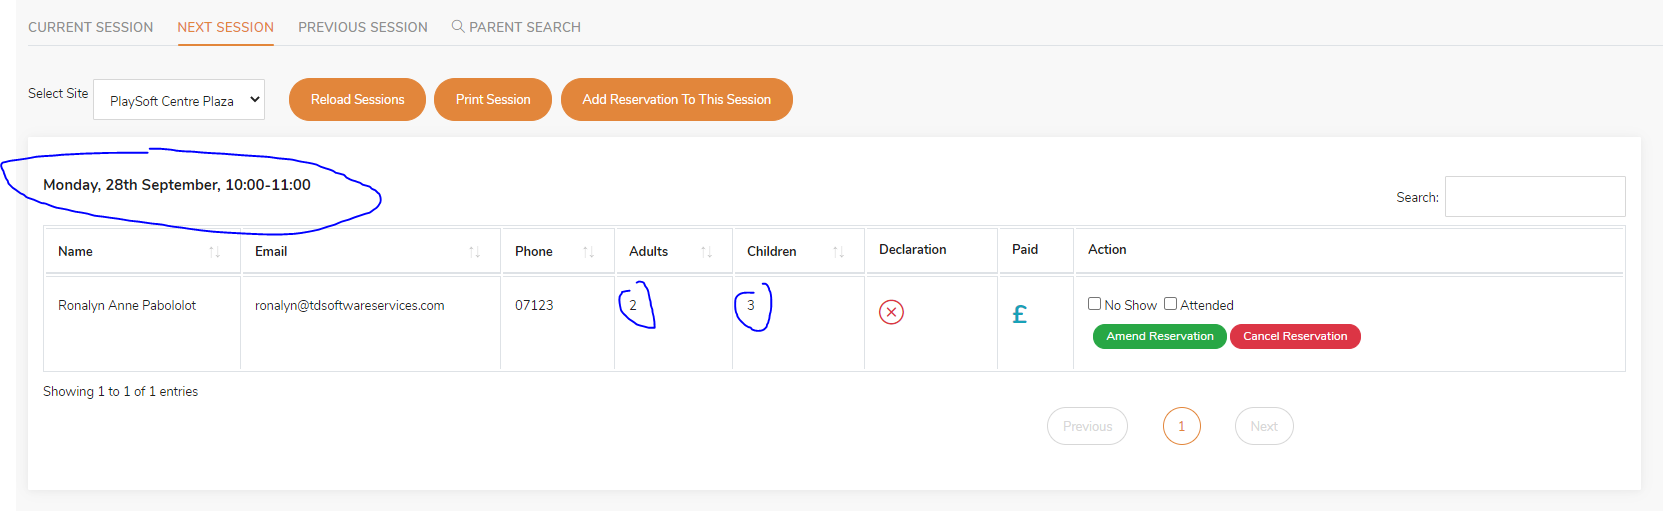 CURRENT SESSION NEXT SESSION PREVIOUS SESSION PARENT SEARCH
Select Site PlaySoft Centre Plaza Reload Sessions Print Session Add Reservation To This Session
Monday, 28th September, 10:00-11:00
Search:
Name Email Phone Adults Children Declaration Paid Action
Ronalyn Anne Pabololot ronalyn@tdsoftwareservices.com 07123 2 3 £ No Show Attended
Amend Reservation Cancel Reservation
Showing 1 to 1 of 1 entries
Previous 1 Next